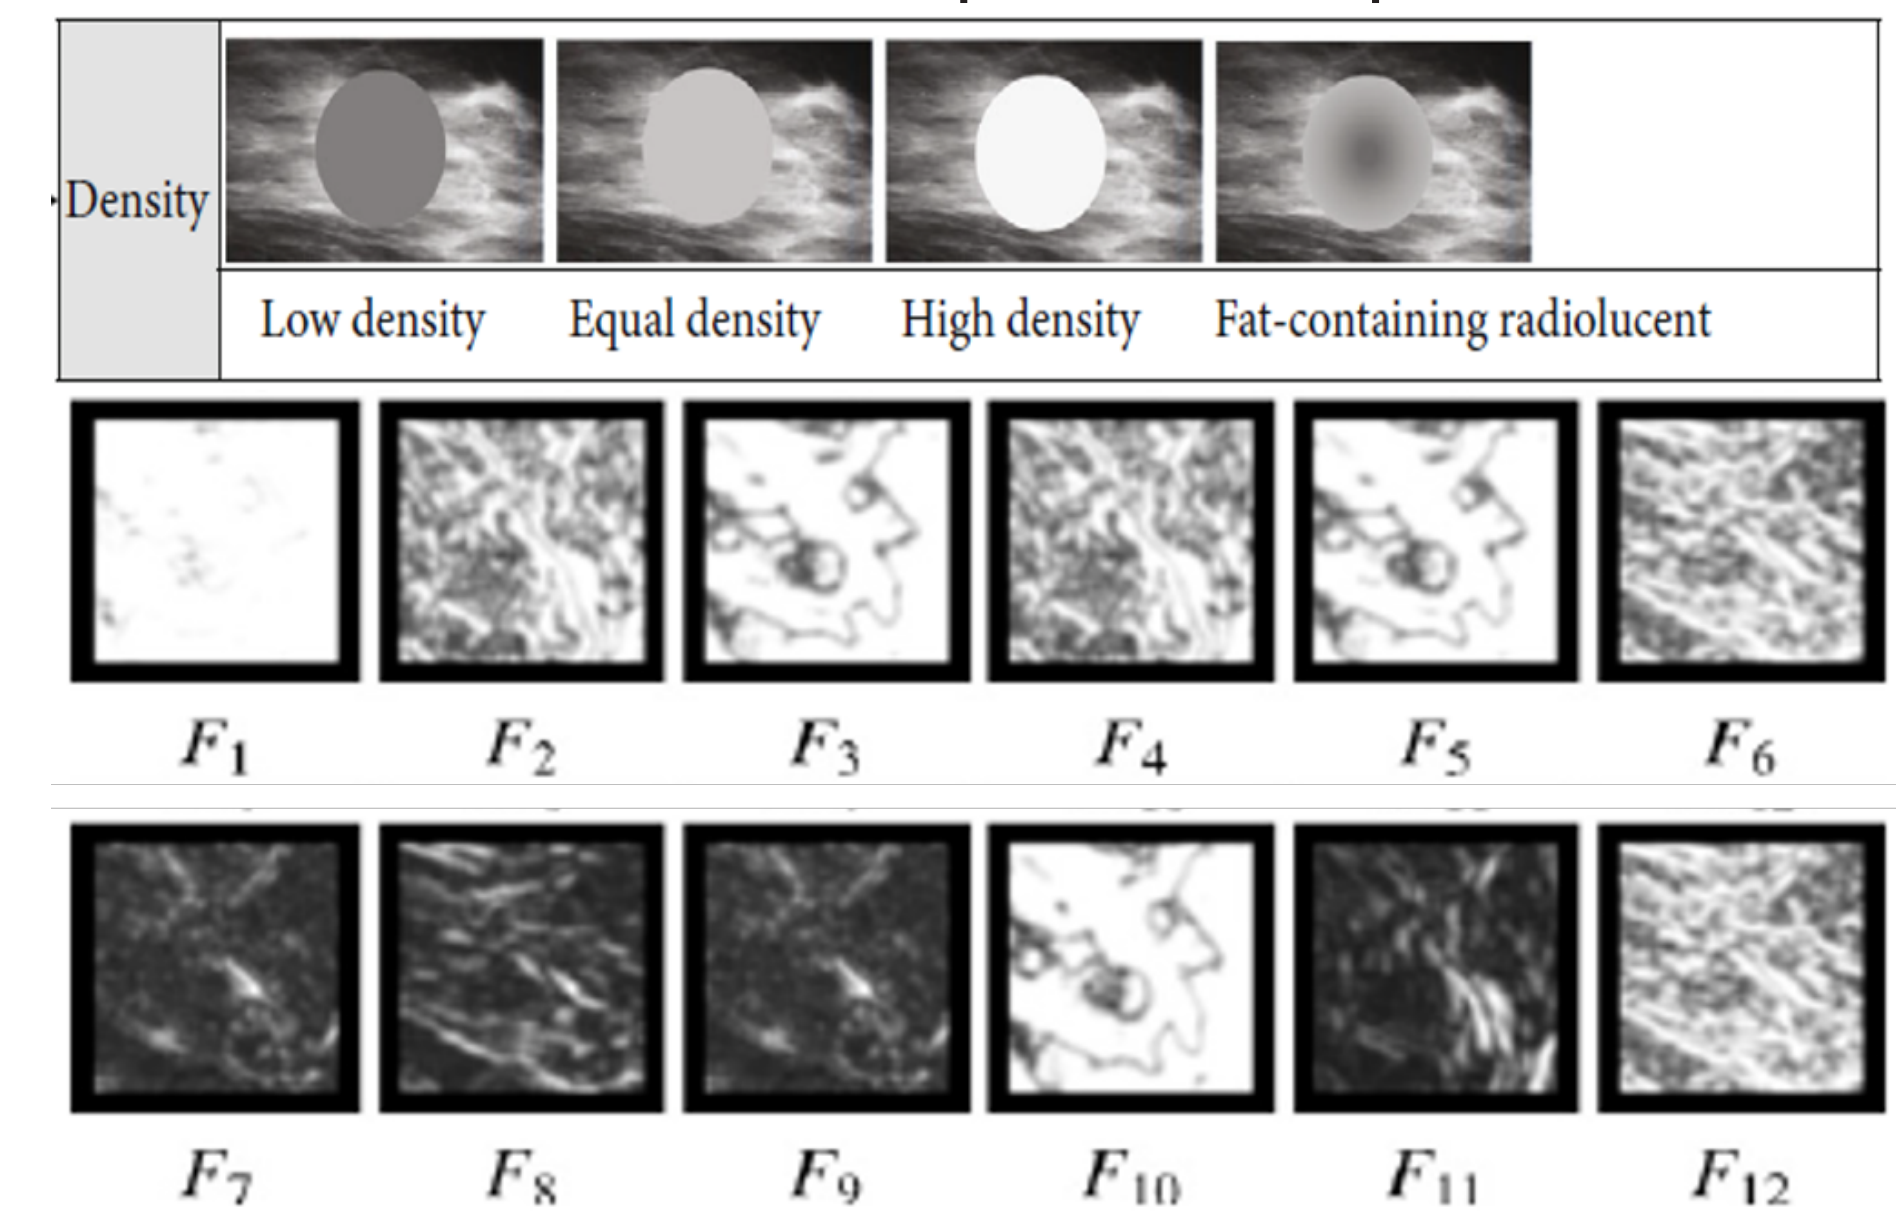 Density
Low density Equal density High density Fat-containing radiolucent
F1 F2 F3 F4 F5 F6
F7 F8 F9 F10 F11 F12